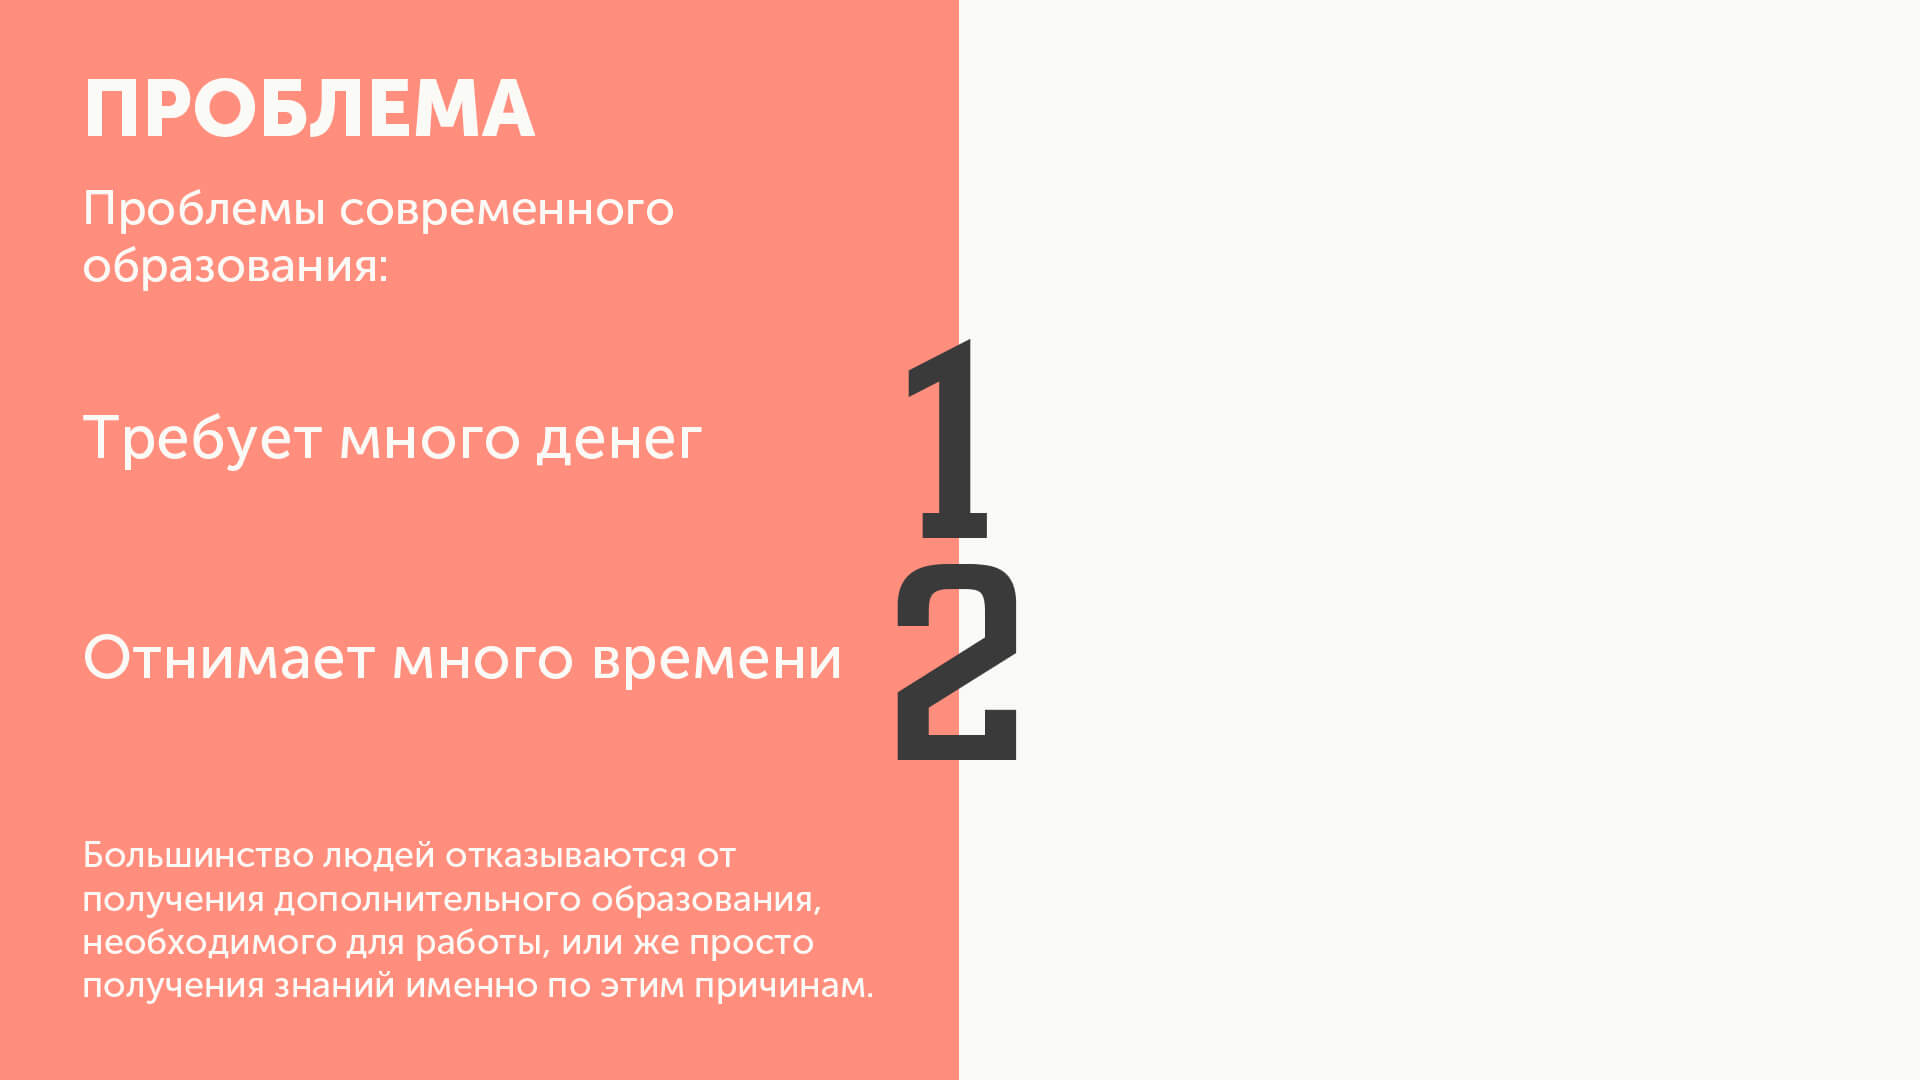 ПРОБЛЕМА
Проблемы современного
образования:
Требует много денег
1
Отнимает много времени
2
Большинство людей отказываются от
получения дополнительного образования,
необходимого для работы, или же просто
получения знаний именно по этим причинам.